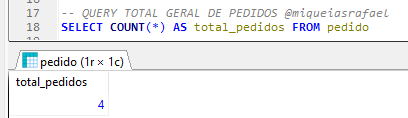 17 -- QUERY TOTAL GERAL DE PEDIDOS @miqueiasrafael
18 SELECT COUNT(*) AS total_pedidos FROM pedido
pedido (1r × 1c)
total_pedidos
4